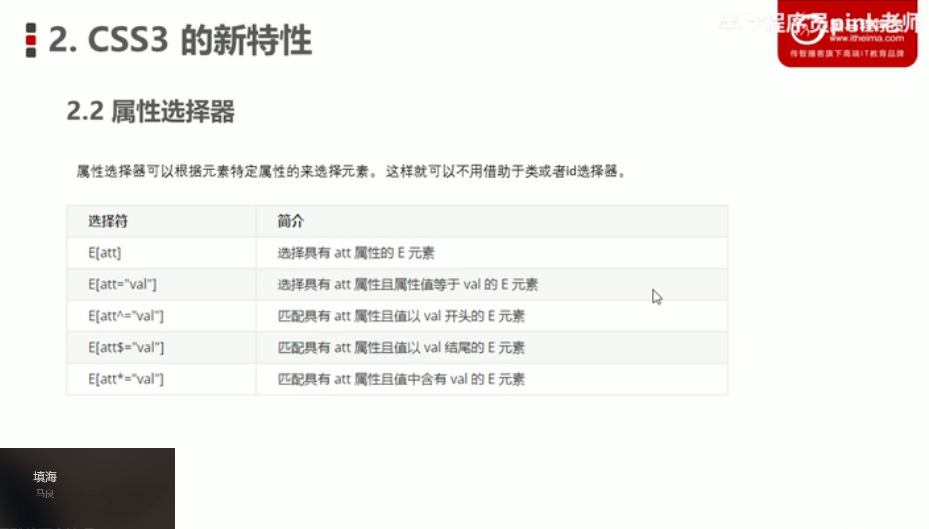 2. CSS3 的新特性
程序员pink老师
www.itheima.com
传智播客旗下高端IT教育品牌
2.2 属性选择器
属性选择器可以根据元素特定属性的来选择元素。 这样就可以不用借助于类或者id选择器。
选择符 简介
E[att] 选择具有 att 属性的 E 元素
E[att="val"] 选择具有 att 属性且属性值等于 val 的 E 元素
E[att^="val"] 匹配具有 att 属性且值以 val 开头的 E 元素
E[att$="val"] 匹配具有 att 属性且值以 val 结尾的 E 元素
E[att*="val"] 匹配具有 att 属性且值中含有 val 的 E 元素
填海
马良